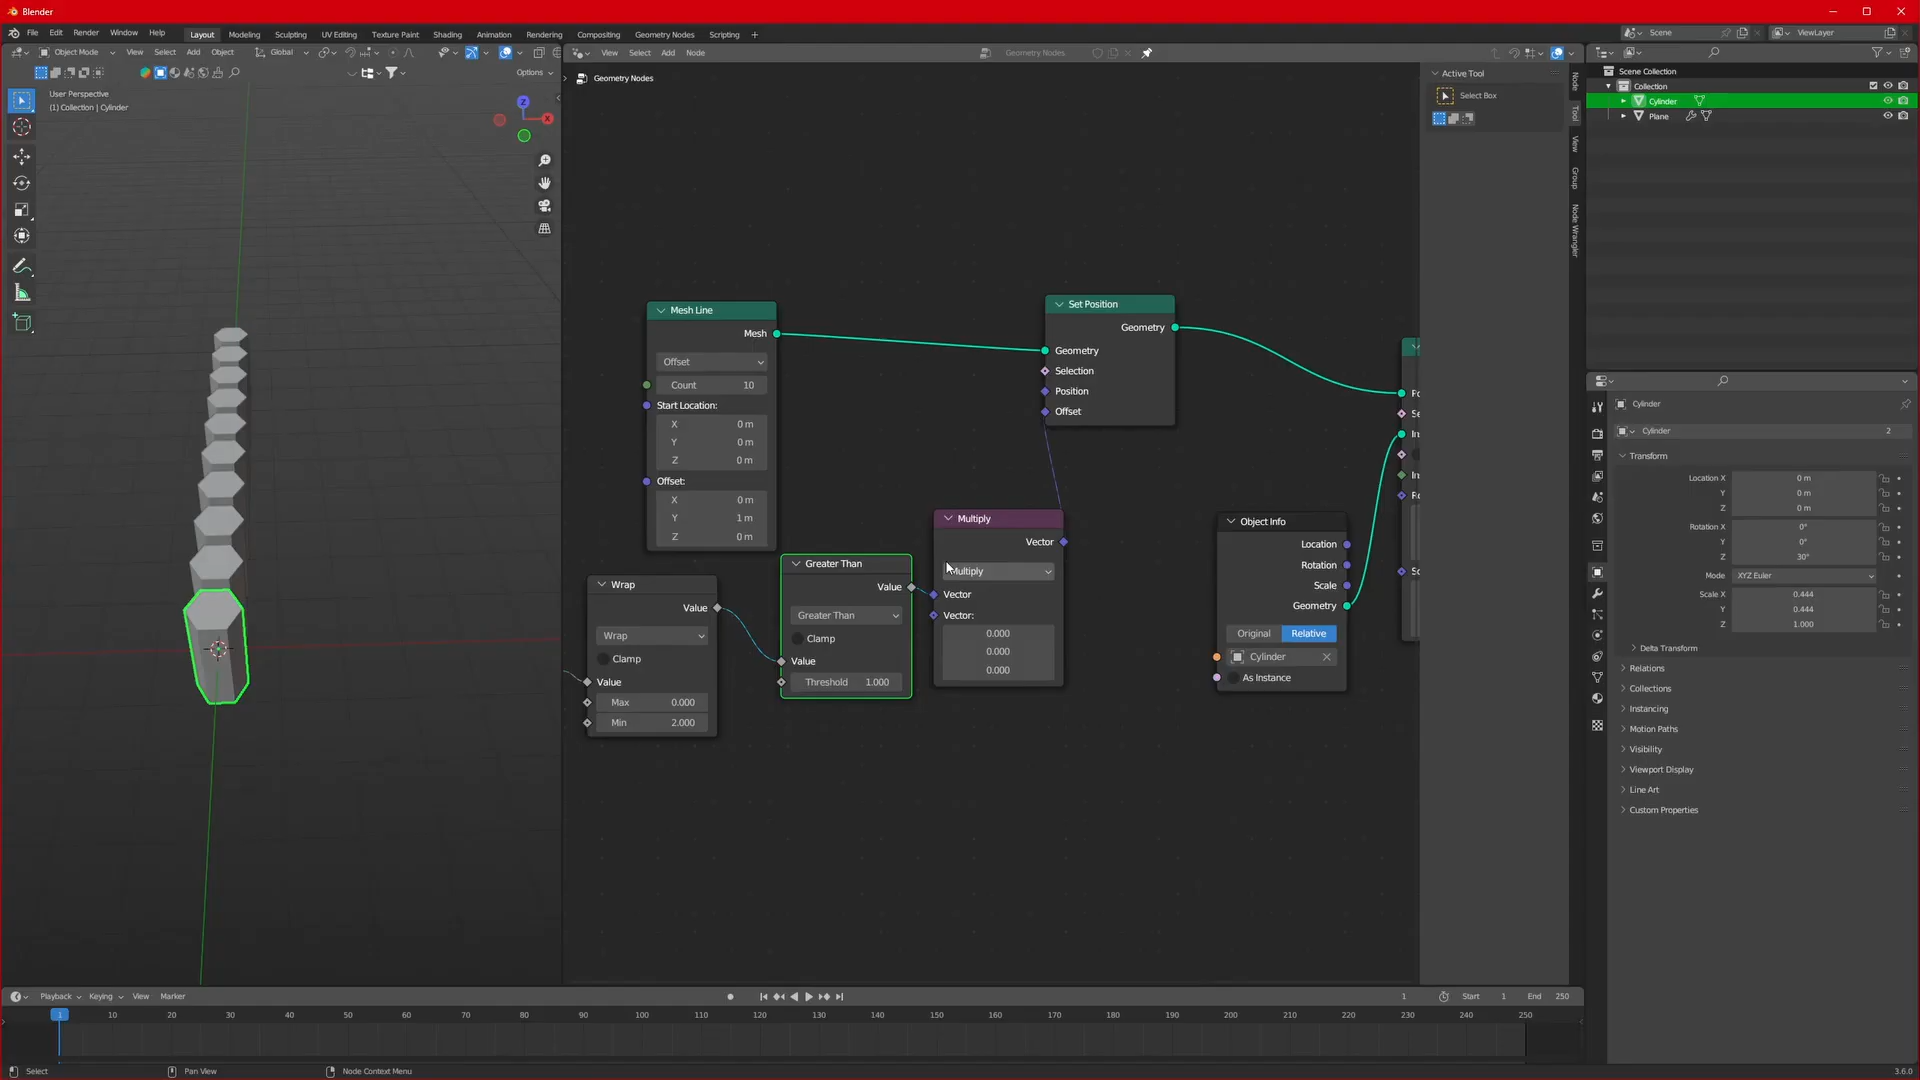 Blender
File Edit Render Window Help
Layout Modeling Sculpting UV Editing Texture Paint Shading Animation Rendering Compositing Geometry Nodes Scripting +
Scene
ViewLayer
Object Mode View Select Add Object Global
View Select Add Node
Geometry Nodes
Options
User Perspective
(1) Collection | Cylinder
Z
X
Geometry Nodes
Active Tool
Select Box
Node
Tool
View
Group
Node Wrangler
Scene Collection
Collection
Cylinder
Plane
Mesh Line
Mesh
Offset
Count 10
Start Location:
X 0 m
Y 0 m
Z 0 m
Offset:
X 0 m
Y 1 m
Z 0 m
Set Position
Geometry
Geometry
Selection
Position
Offset
Wrap
Value
Wrap
Clamp
Value
Max 0.000
Min 2.000
Greater Than
Value
Greater Than
Clamp
Value
Threshold 1.000
Multiply
Vector
Multiply
Vector
Vector:
0.000
0.000
0.000
Object Info
Location
Rotation
Scale
Geometry
Original Relative
Cylinder
As Instance
Cylinder
Cylinder 2
Transform
Location X 0 m
Y 0 m
Z 0 m
Rotation X 0°
Y 0°
Z 30°
Mode XYZ Euler
Scale X 0.444
Y 0.444
Z 1.000
Delta Transform
Relations
Collections
Instancing
Motion Paths
Visibility
Viewport Display
Line Art
Custom Properties
Playback Keying View Marker
1 Start 1 End 250
1 10 20 30 40 50 60 70 80 90 100 110 120 130 140 150 160 170 180 190 200 210 220 230 240 250
Select Pan View Node Context Menu
3.6.0